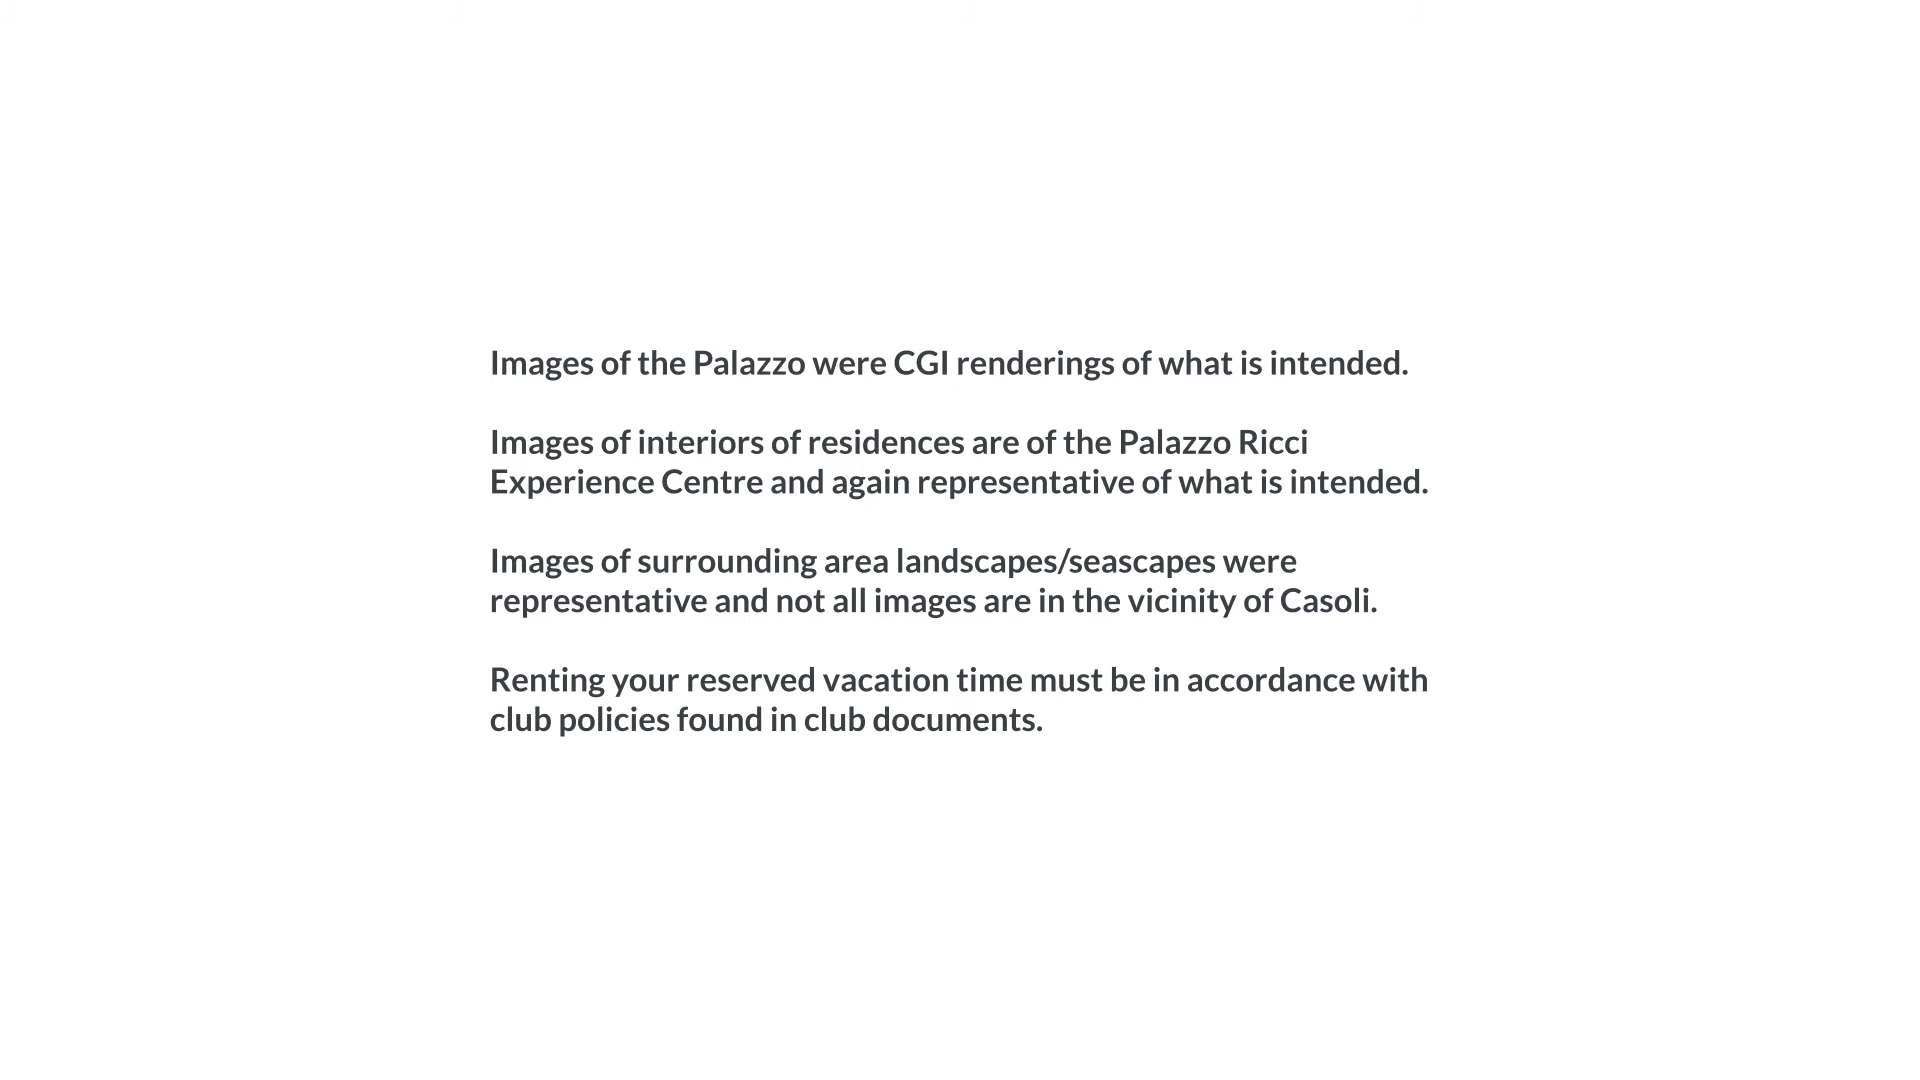 Images of the Palazzo were CGI renderings of what is intended.
Images of interiors of residences are of the Palazzo Ricci
Experience Centre and again representative of what is intended.
Images of surrounding area landscapes/seascapes were
representative and not all images are in the vicinity of Casoli.
Renting your reserved vacation time must be in accordance with
club policies found in club documents.